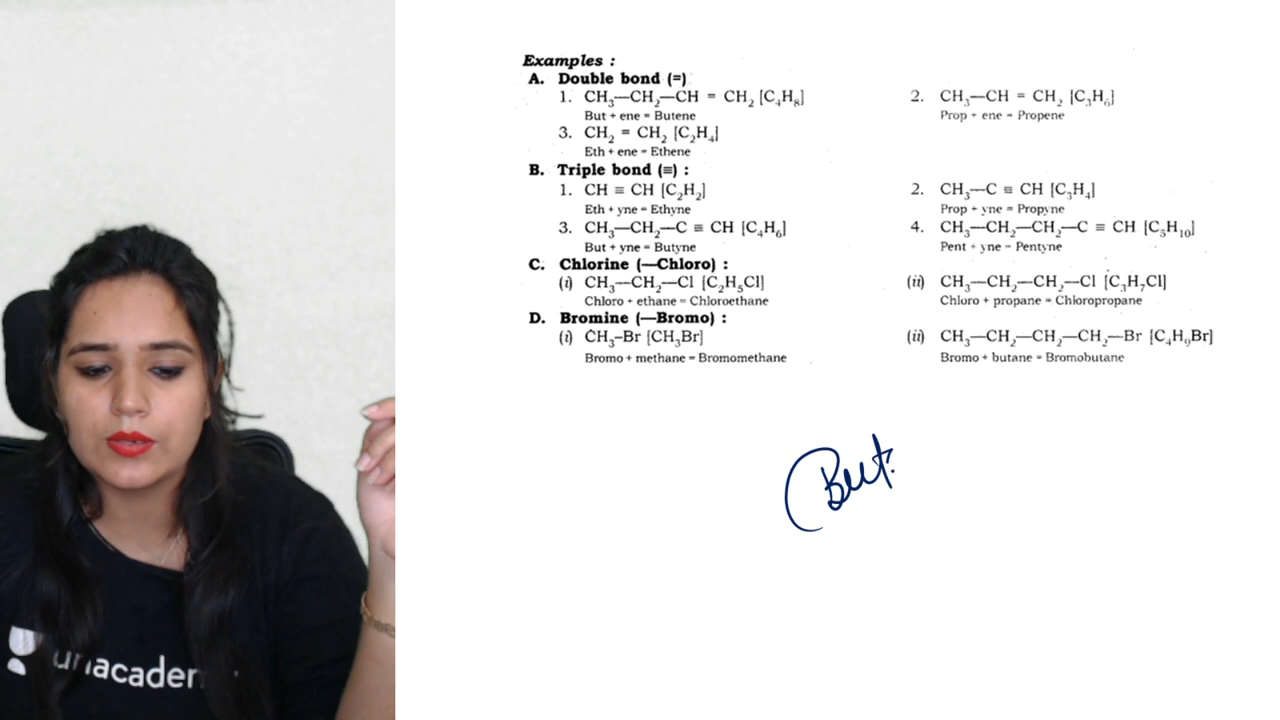 Examples :
A. Double bond (=)
1. CH₃—CH₂—CH = CH₂ [C₄H₈]
But + ene = Butene
2. CH₃—CH = CH₂ [C₃H₆]
Prop + ene = Propene
3. CH₂ = CH₂ [C₂H₄]
Eth + ene = Ethene
B. Triple bond (≡) :
1. CH ≡ CH [C₂H₂]
Eth + yne = Ethyne
2. CH₃—C ≡ CH [C₃H₄]
Prop + yne = Propyne
3. CH₃—CH₂—C ≡ CH [C₄H₆]
But + yne = Butyne
4. CH₃—CH₂—CH₂—C ≡ CH [C₅H₁₀]
Pent + yne = Pentyne
C. Chlorine (—Chloro) :
(i) CH₃—CH₂—Cl [C₂H₅Cl]
Chloro + ethane = Chloroethane
(ii) CH₃—CH₂—CH₂—Cl [C₃H₇Cl]
Chloro + propane = Chloropropane
D. Bromine (—Bromo) :
(i) CH₃–Br [CH₃Br]
Bromo + methane = Bromomethane
(ii) CH₃—CH₂—CH₂—CH₂—Br [C₄H₉Br]
Bromo + butane = Bromobutane
But